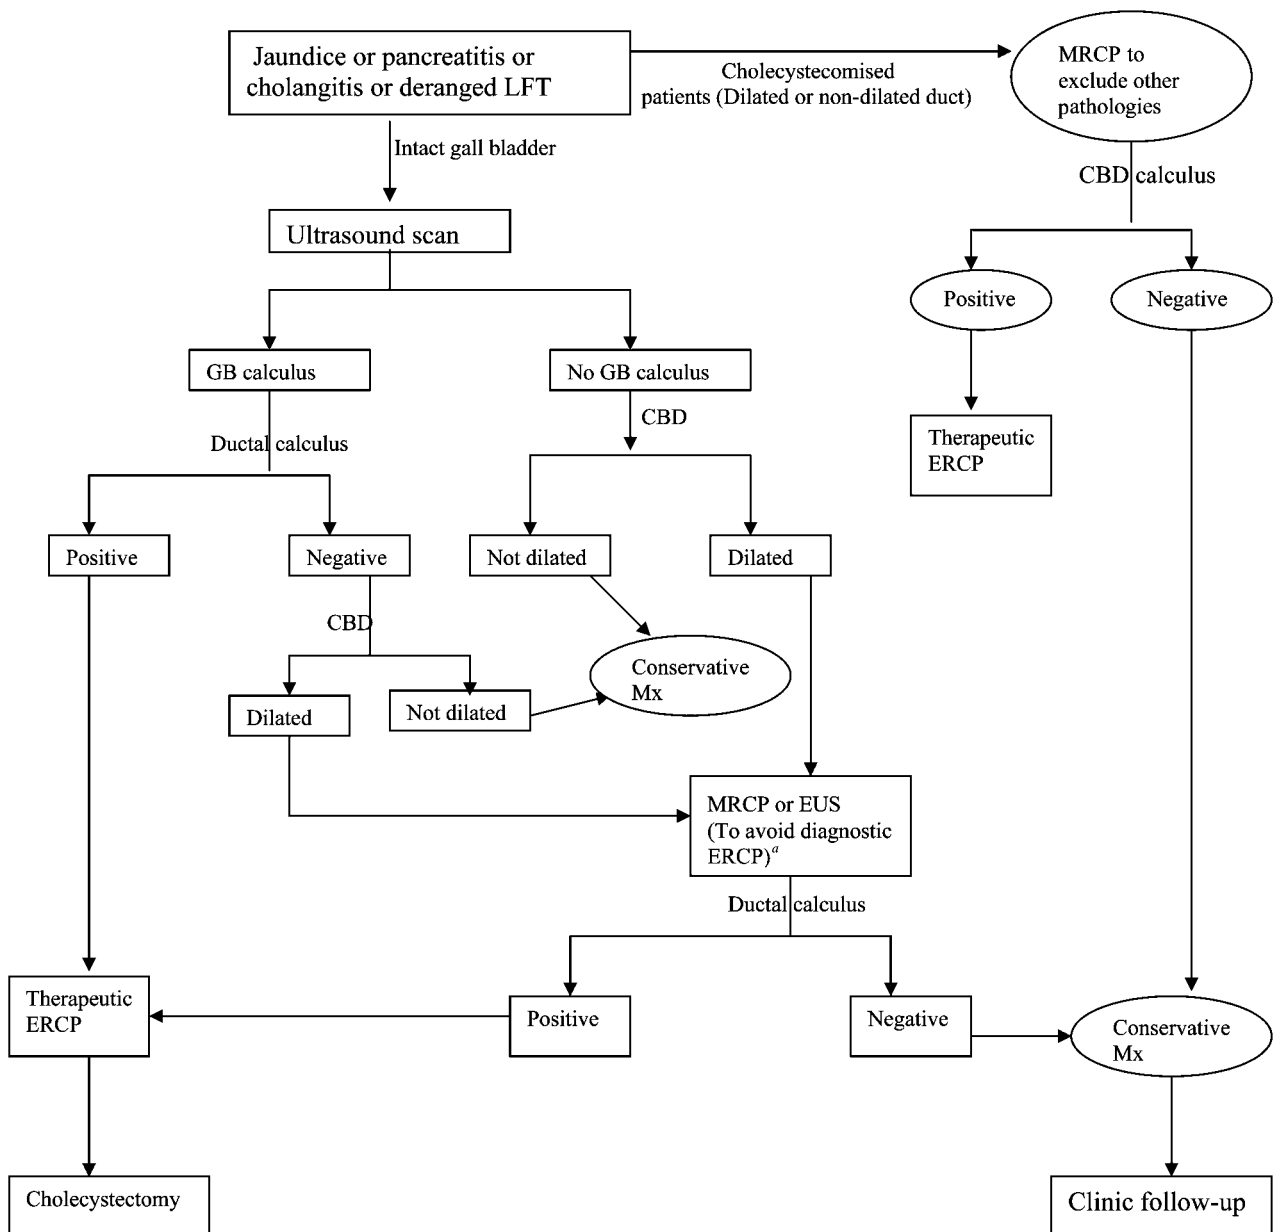 Jaundice or pancreatitis or
cholangitis or deranged LFT
Cholecystecomised
patients (Dilated or non-dilated duct)
MRCP to
exclude other
pathologies
Intact gall bladder
CBD calculus
Ultrasound scan
Positive
Negative
GB calculus
No GB calculus
CBD
Therapeutic
ERCP
Ductal calculus
Positive
Negative
Not dilated
Dilated
CBD
Conservative
Mx
Dilated
Not dilated
MRCP or EUS
(To avoid diagnostic
ERCP)a
Ductal calculus
Therapeutic
ERCP
Positive
Negative
Conservative
Mx
Cholecystectomy
Clinic follow-up